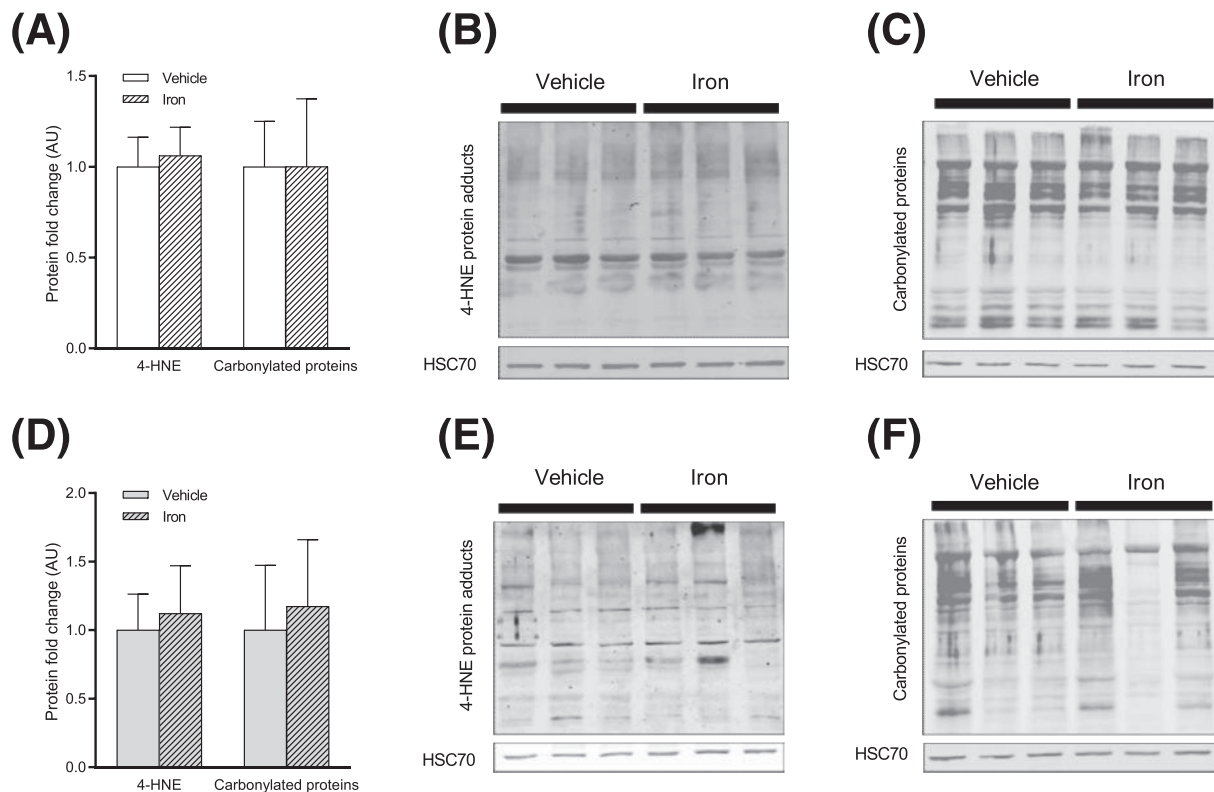 (A)
1.5
1.0
0.5
0.0
Protein fold change (AU)
Vehicle
Iron
4-HNE
Carbonylated proteins
(B)
Vehicle
Iron
4-HNE protein adducts
HSC70
(C)
Vehicle
Iron
Carbonylated proteins
HSC70
(D)
2.0
1.5
1.0
0.5
0.0
Protein fold change (AU)
Vehicle
Iron
4-HNE
Carbonylated proteins
(E)
Vehicle
Iron
4-HNE protein adducts
HSC70
(F)
Vehicle
Iron
Carbonylated proteins
HSC70